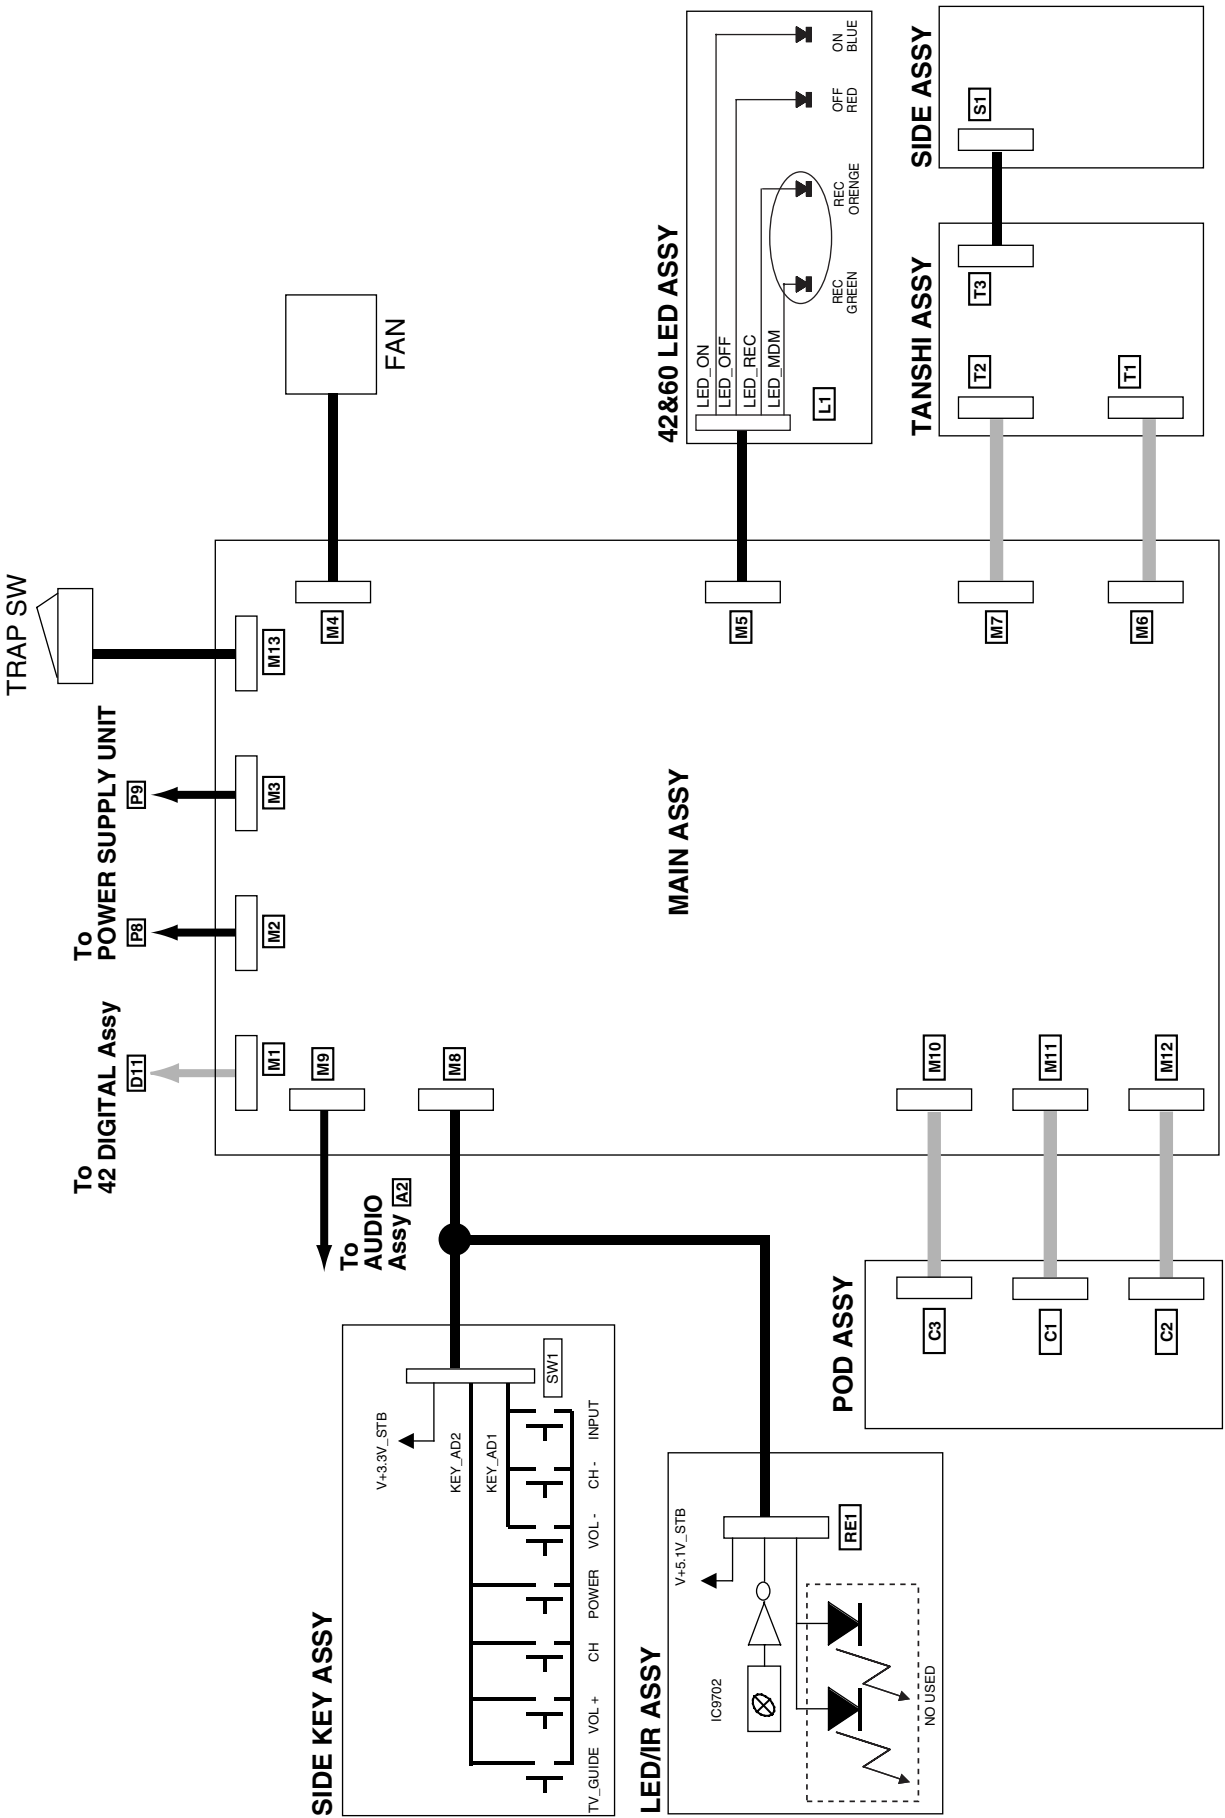 TRAP SW
FAN
To
POWER SUPPLY UNIT
P8
P9
To
42 DIGITAL Assy
D11
M1
M2
M3
M13
M4
M9
M8
To
AUDIO
Assy A2
MAIN ASSY
M5
M7
M6
M10
M11
M12
42&60 LED ASSY
LED_ON
LED_OFF
LED_REC
LED_MDM
L1
REC
GREEN
REC
ORENGE
OFF
RED
ON
BLUE
TANSHI ASSY
T2
T3
T1
SIDE ASSY
S1
SIDE KEY ASSY
V+3.3V_STB
KEY_AD2
KEY_AD1
SW1
TV_GUIDE
VOL +
CH
POWER
VOL -
CH -
INPUT
LED/IR ASSY
IC9702
V+5.1V_STB
RE1
NO USED
POD ASSY
C3
C1
C2